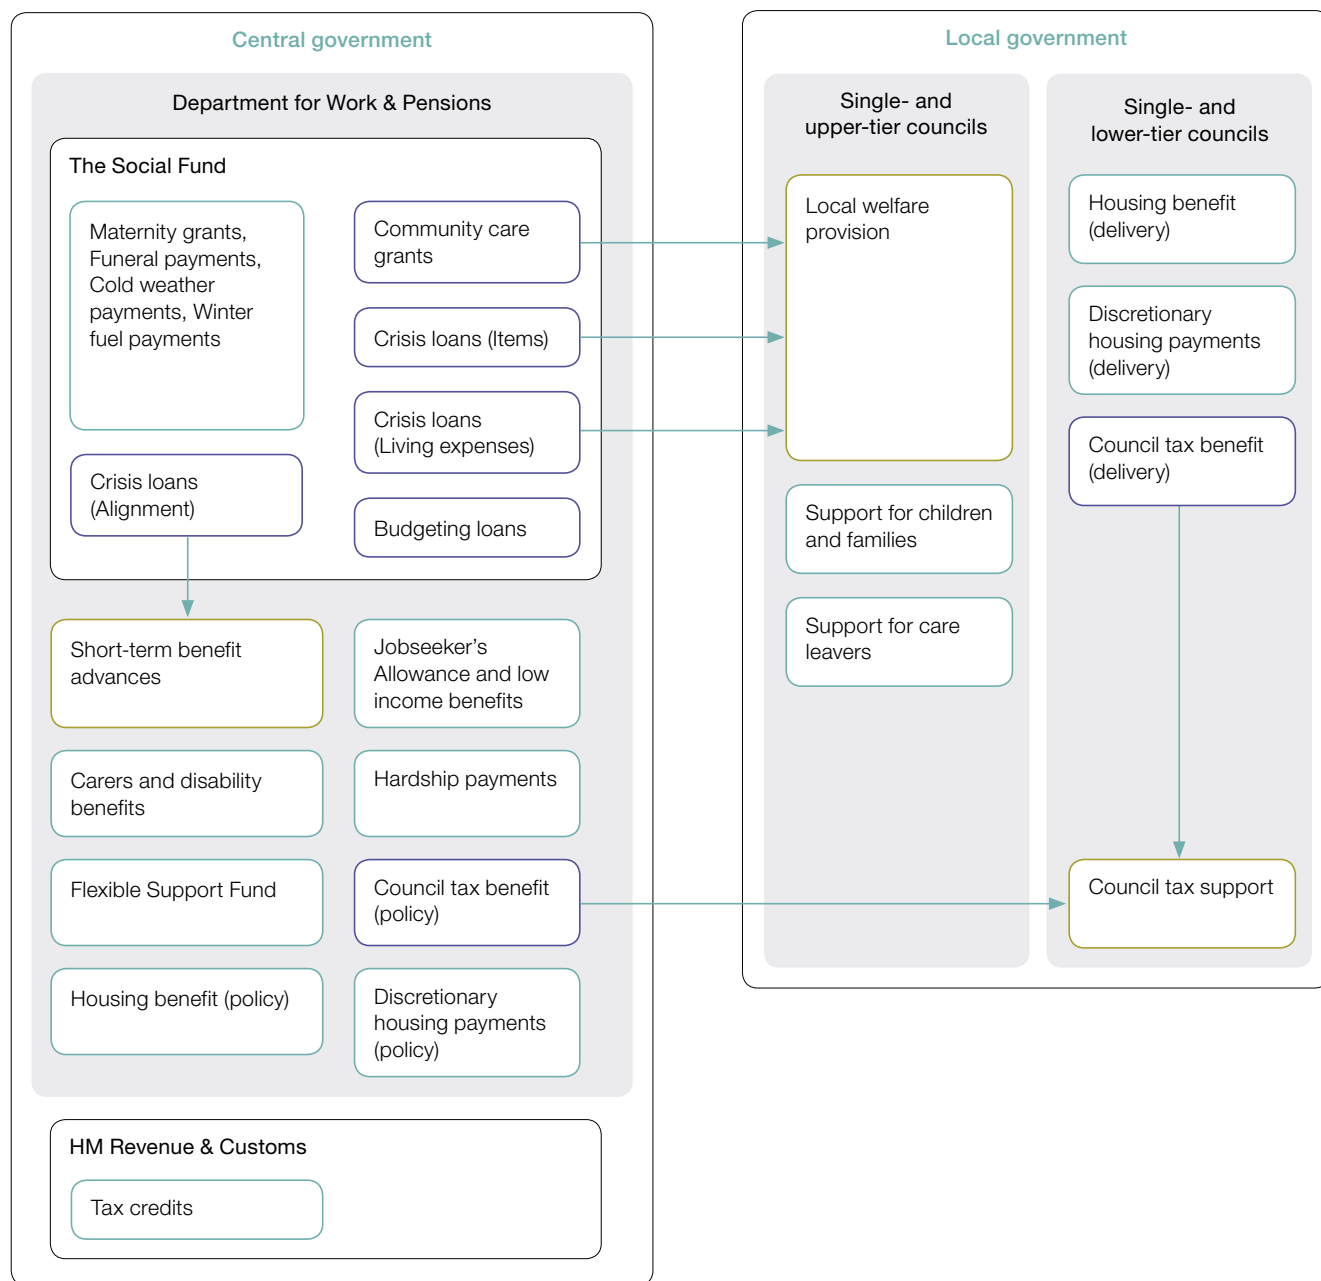 Central government
Department for Work & Pensions
The Social Fund
Maternity grants,
Funeral payments,
Cold weather
payments, Winter
fuel payments
Crisis loans
(Alignment)
Community care
grants
Crisis loans (Items)
Crisis loans
(Living expenses)
Budgeting loans
Short-term benefit
advances
Jobseeker’s
Allowance and low
income benefits
Carers and disability
benefits
Hardship payments
Flexible Support Fund
Council tax benefit
(policy)
Housing benefit (policy)
Discretionary
housing payments
(policy)
HM Revenue & Customs
Tax credits
Local government
Single- and
upper-tier councils
Local welfare
provision
Support for children
and families
Support for care
leavers
Single- and
lower-tier councils
Housing benefit
(delivery)
Discretionary
housing payments
(delivery)
Council tax benefit
(delivery)
Council tax support